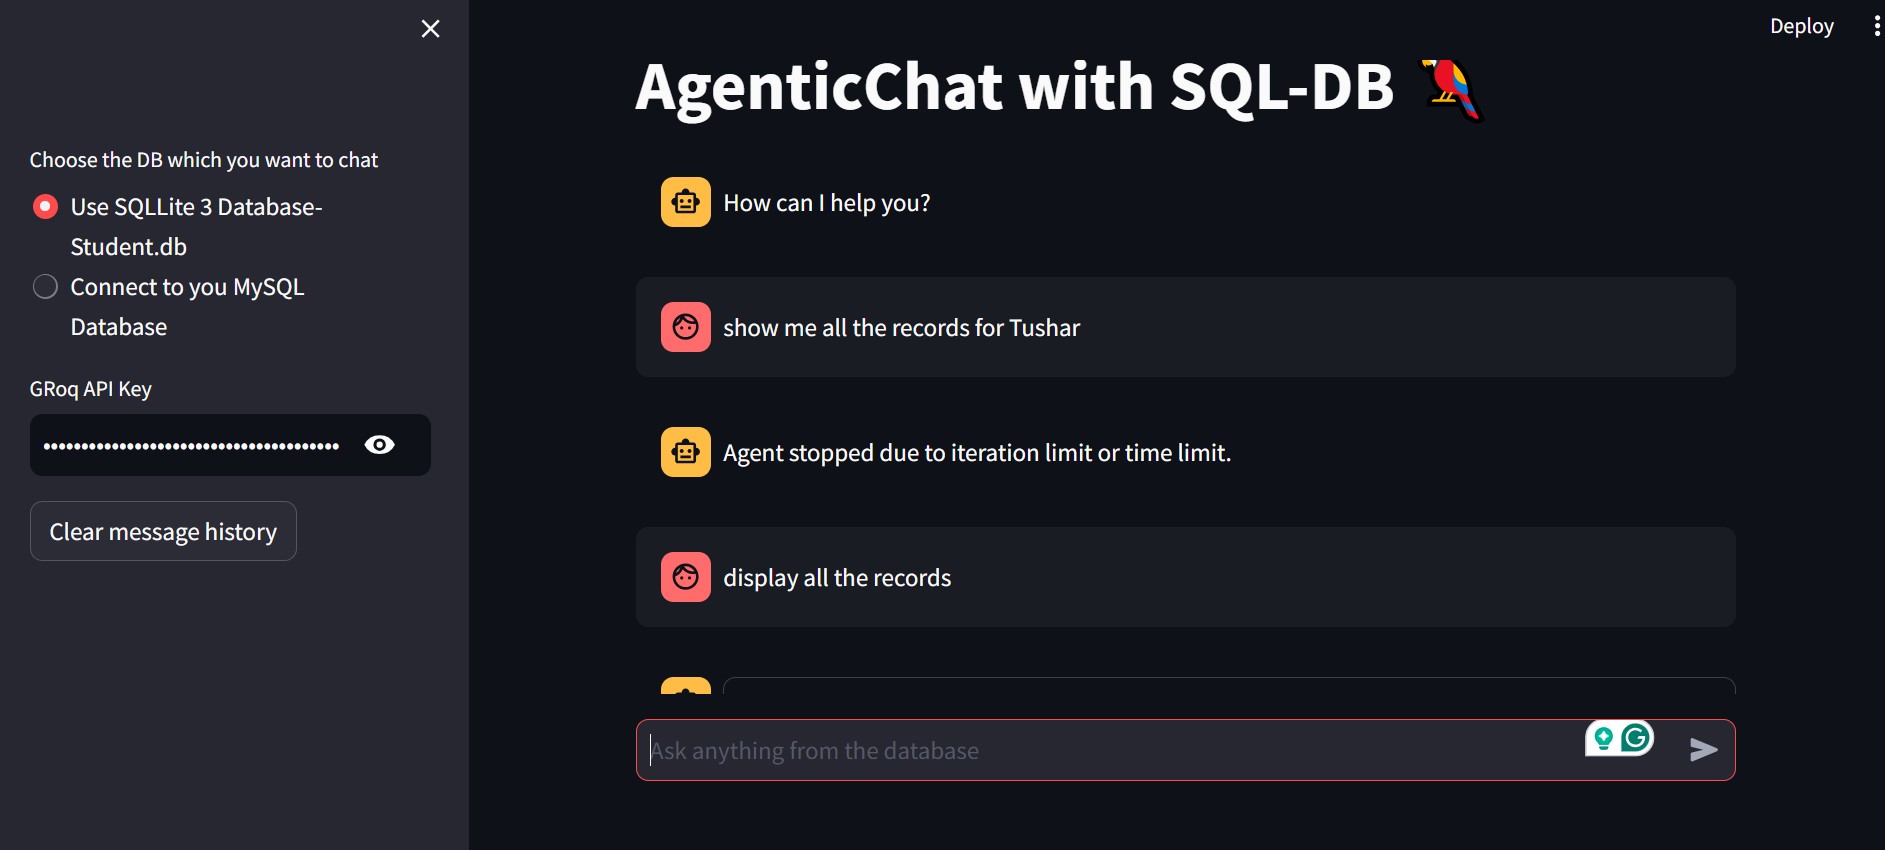 Deploy
AgenticChat with SQL-DB
Choose the DB which you want to chat
Use SQLLite 3 Database-
Student.db
Connect to you MySQL
Database
GRoq API Key
Clear message history
How can I help you?
show me all the records for Tushar
Agent stopped due to iteration limit or time limit.
display all the records
Ask anything from the database